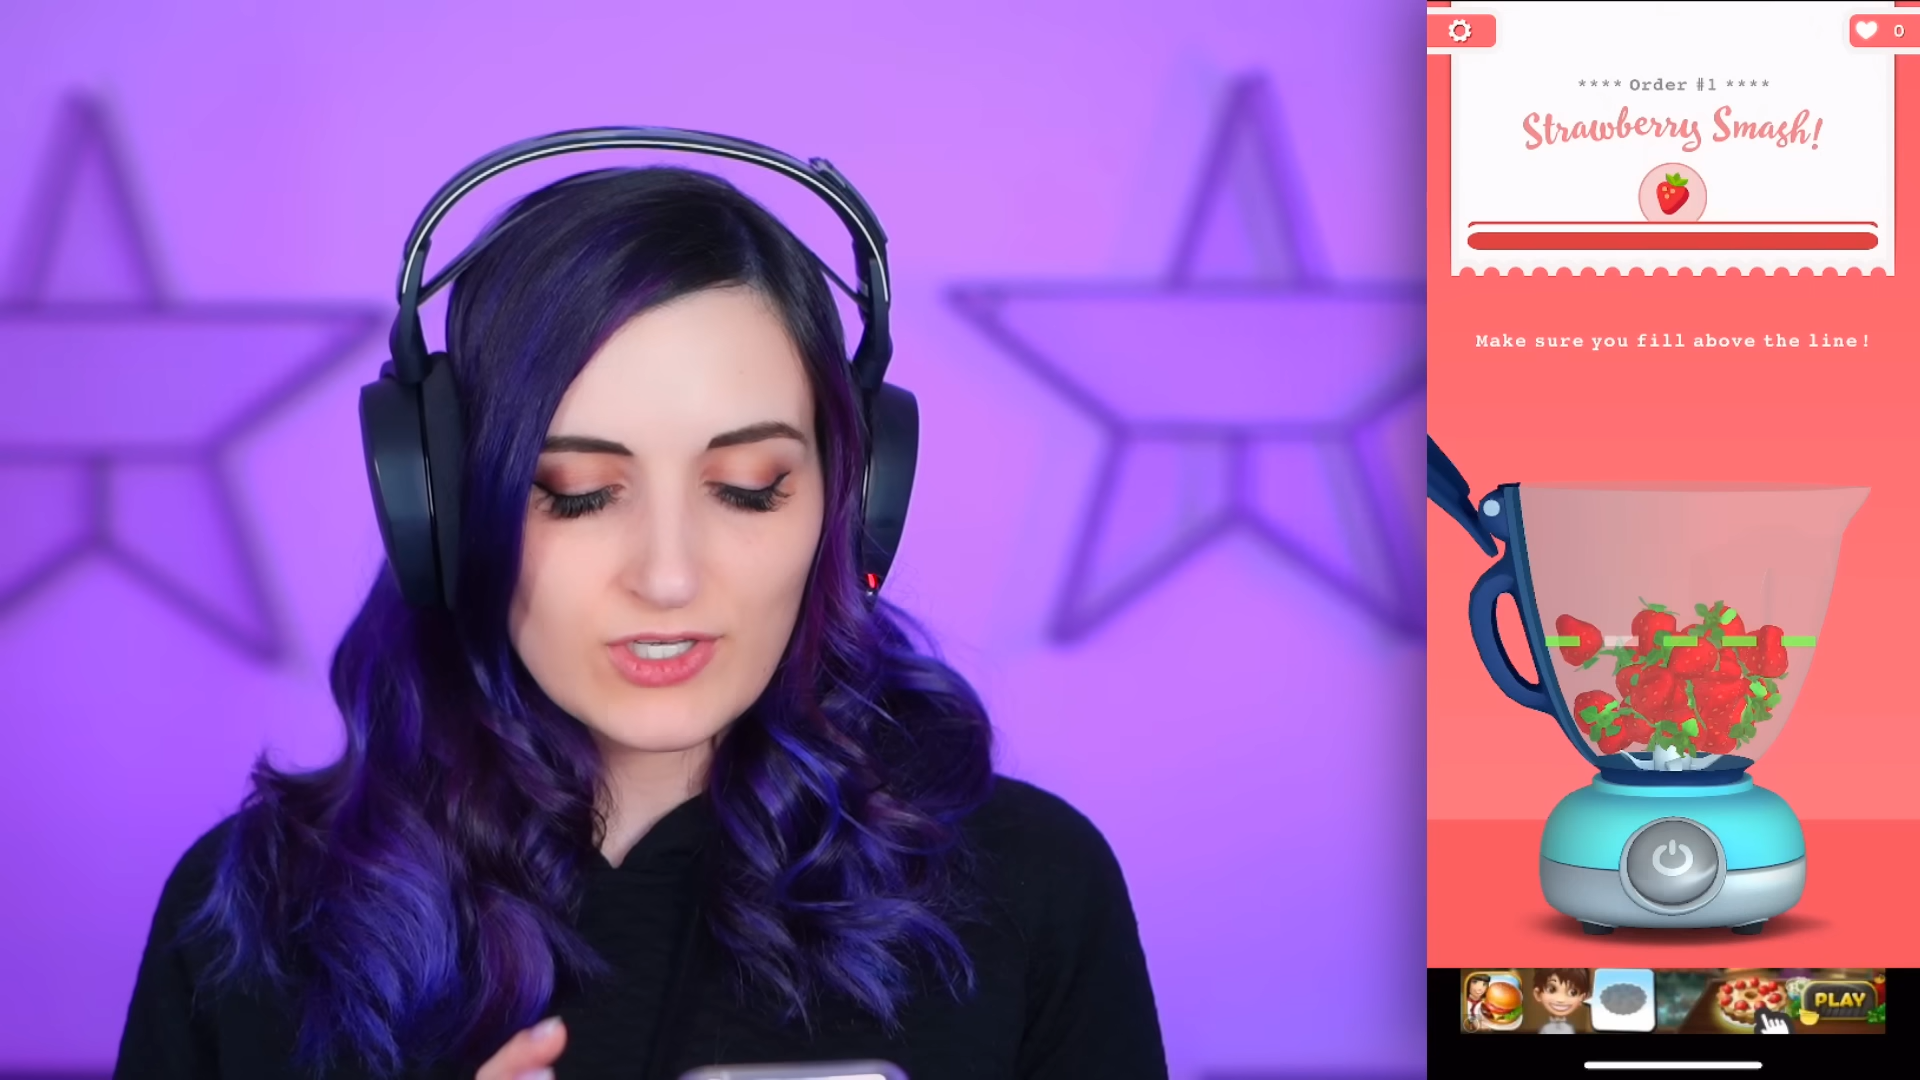 0
**** Order #1 ****
Strawberry Smash!
Make sure you fill above the line!
PLAY